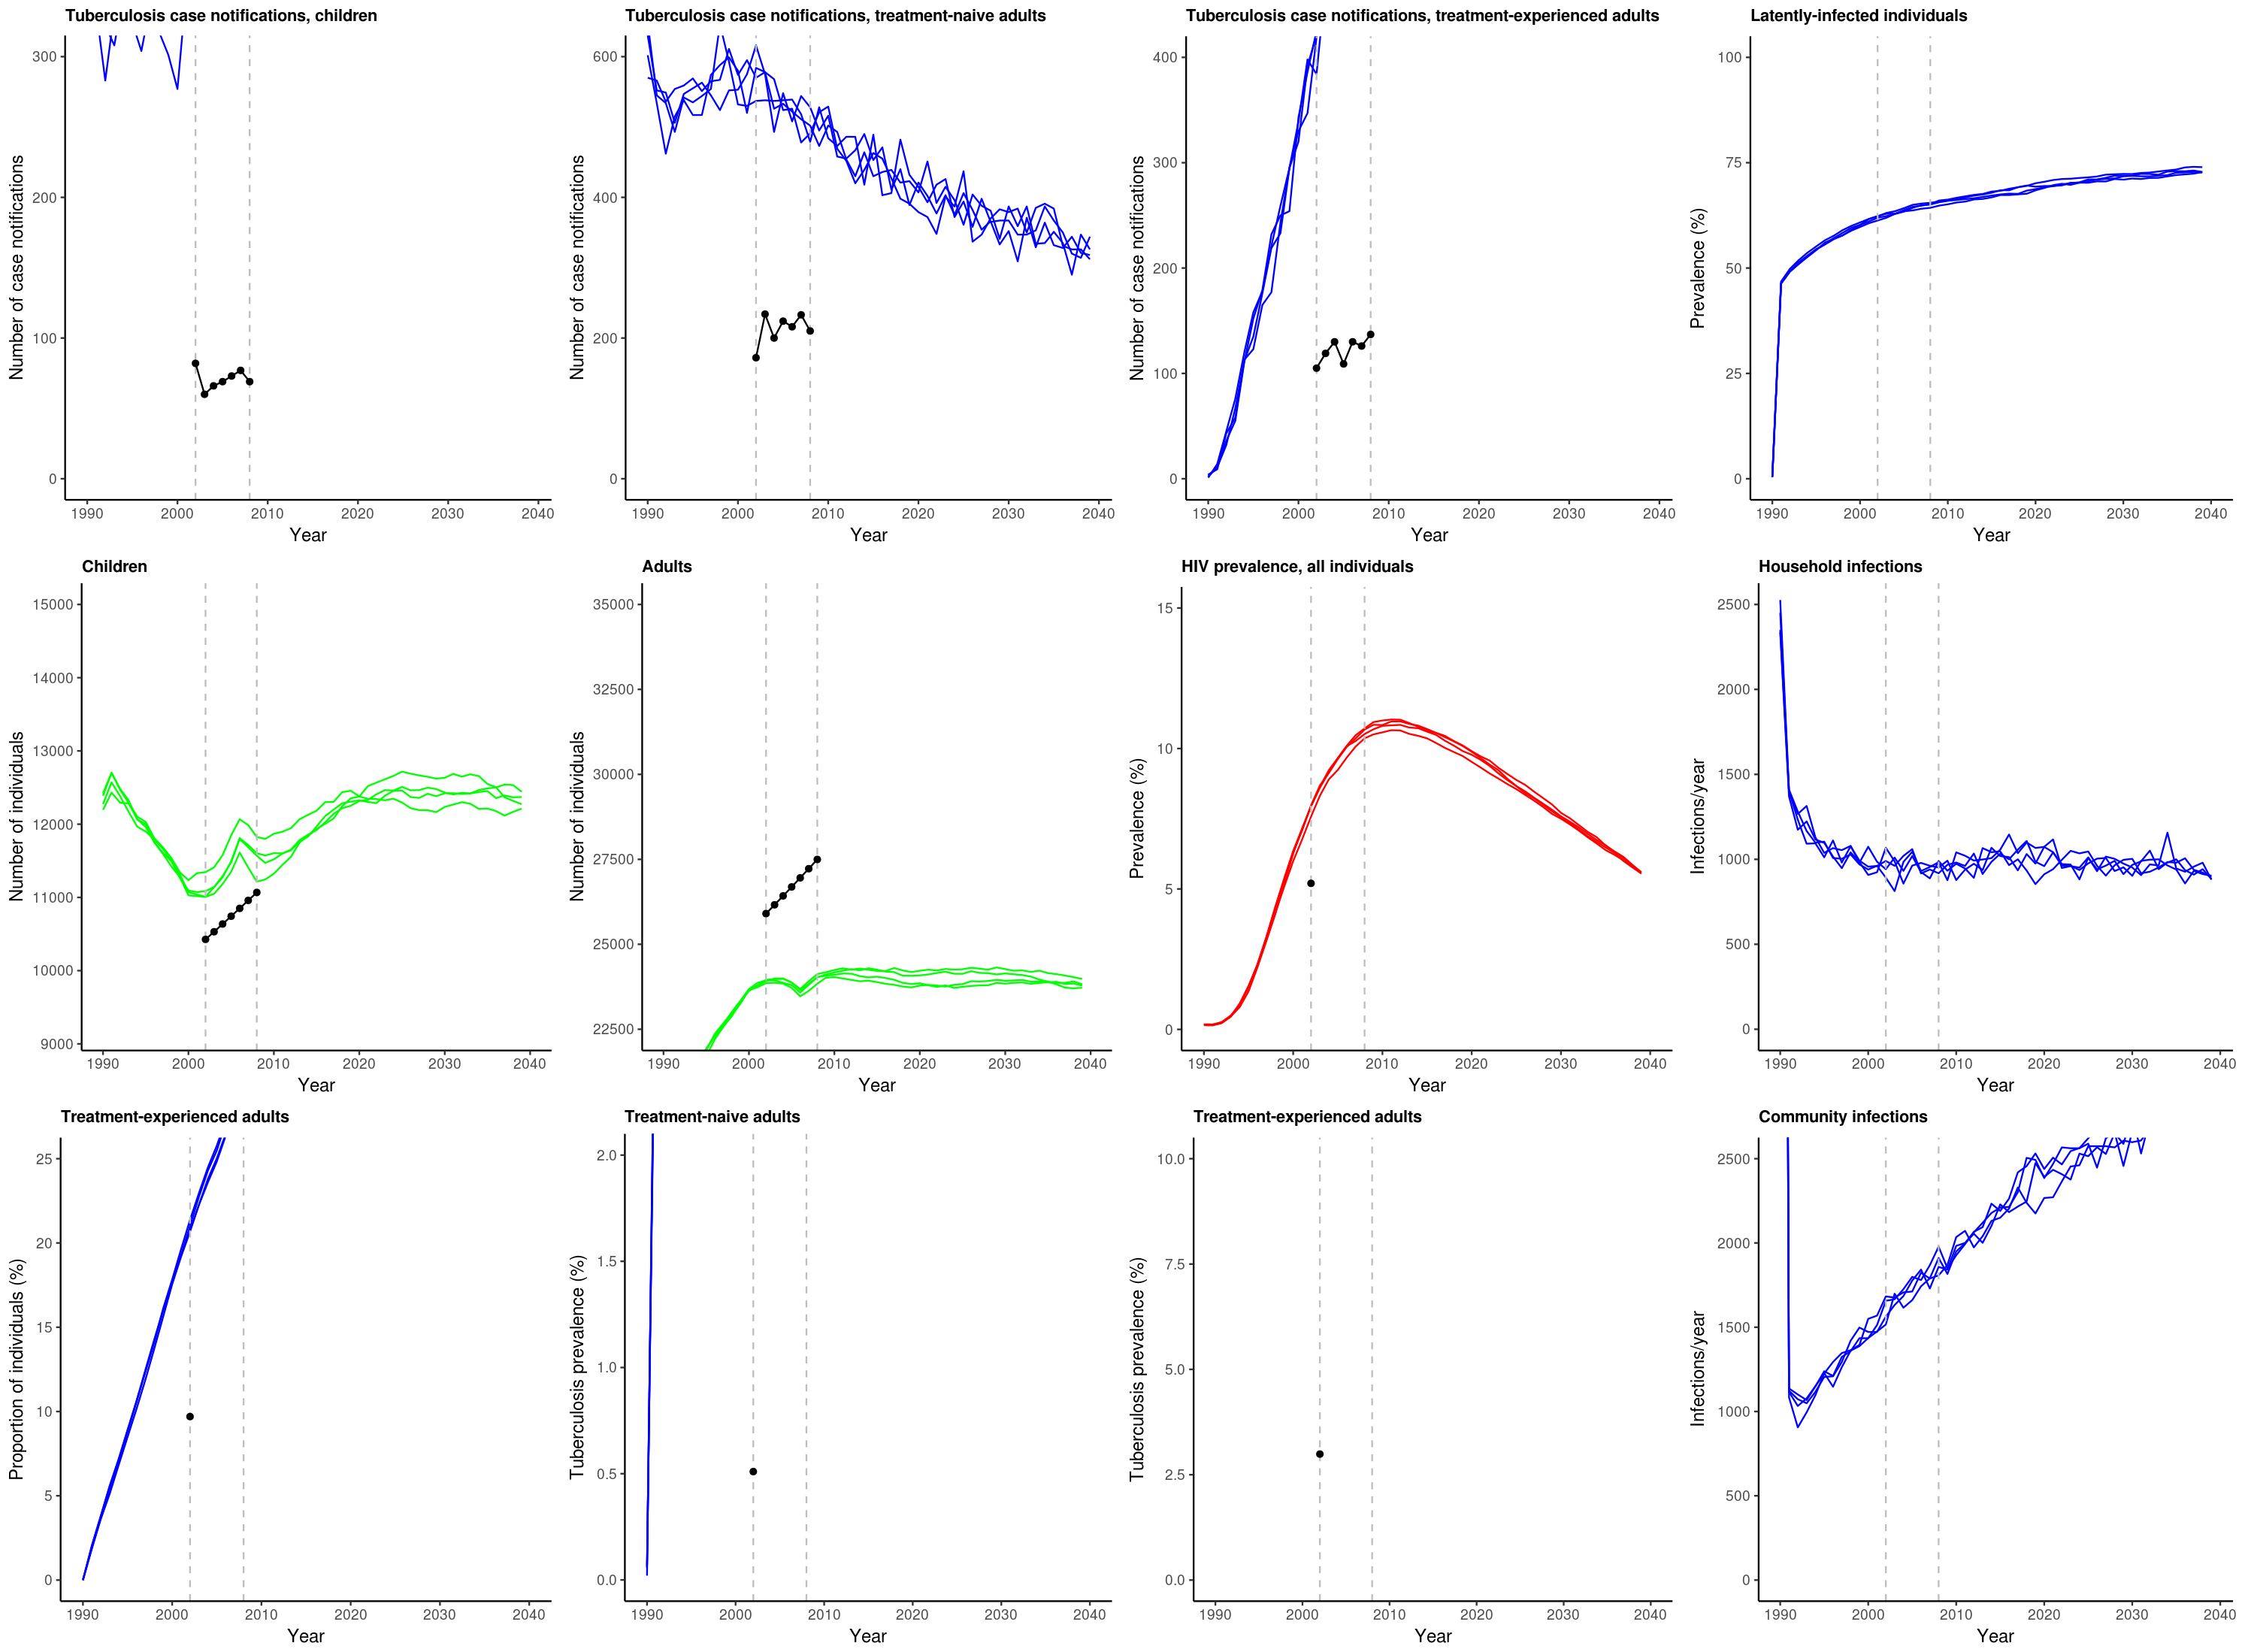 Tuberculosis case notifications, children
Number of case notifications
300
200
100
0
1990 2000 2010 2020 2030 2040
Year
Tuberculosis case notifications, treatment-naive adults
Number of case notifications
600
400
200
0
1990 2000 2010 2020 2030 2040
Year
Tuberculosis case notifications, treatment-experienced adults
Number of case notifications
400
300
200
100
0
1990 2000 2010 2020 2030 2040
Year
Latently-infected individuals
Prevalence (%)
100
75
50
25
0
1990 2000 2010 2020 2030 2040
Year
Children
Number of individuals
15000
14000
13000
12000
11000
10000
9000
1990 2000 2010 2020 2030 2040
Year
Adults
Number of individuals
35000
32500
30000
27500
25000
22500
1990 2000 2010 2020 2030 2040
Year
HIV prevalence, all individuals
Prevalence (%)
15
10
5
0
1990 2000 2010 2020 2030 2040
Year
Household infections
Infections/year
2500
2000
1500
1000
500
0
1990 2000 2010 2020 2030 2040
Year
Treatment-experienced adults
Proportion of individuals (%)
25
20
15
10
5
0
1990 2000 2010 2020 2030 2040
Year
Treatment-naive adults
Tuberculosis prevalence (%)
2.0
1.5
1.0
0.5
0.0
1990 2000 2010 2020 2030 2040
Year
Treatment-experienced adults
Tuberculosis prevalence (%)
10.0
7.5
5.0
2.5
0.0
1990 2000 2010 2020 2030 2040
Year
Community infections
Infections/year
2500
2000
1500
1000
500
0
1990 2000 2010 2020 2030 2040
Year